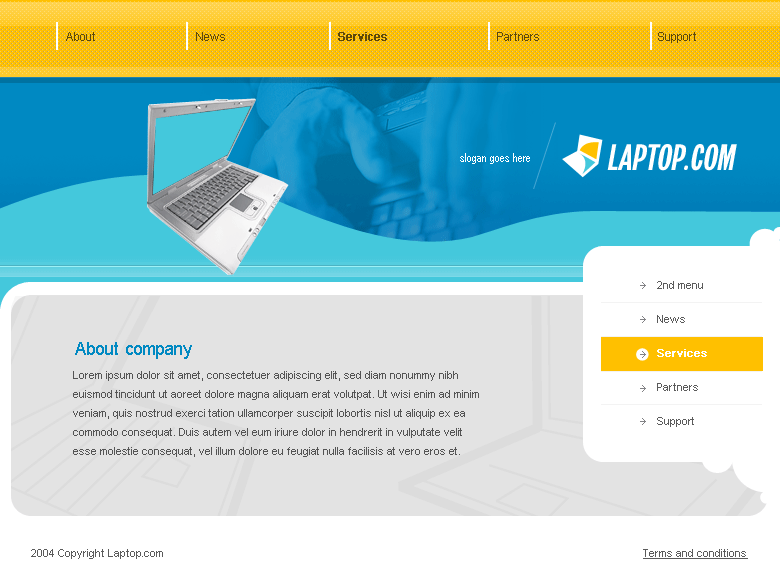 About
News
Services
Partners
Support
slogan goes here
LAPTOP.COM
2nd menu
News
Services
Partners
Support
About company
Lorem ipsum dolor sit amet, consectetuer adipiscing elit, sed diam nonummy nibh
euismod tincidunt ut aoreet dolore magna aliquam erat volutpat. Ut wisi enim ad minim
veniam, quis nostrud exerci tation ullamcorper suscipit lobortis nisl ut aliquip ex ea
commodo consequat. Duis autem vel eum iriure dolor in hendrerit in vulputate velit
esse molestie consequat, vel illum dolore eu feugiat nulla facilisis at vero eros et.
2004 Copyright Laptop.com
Terms and conditions